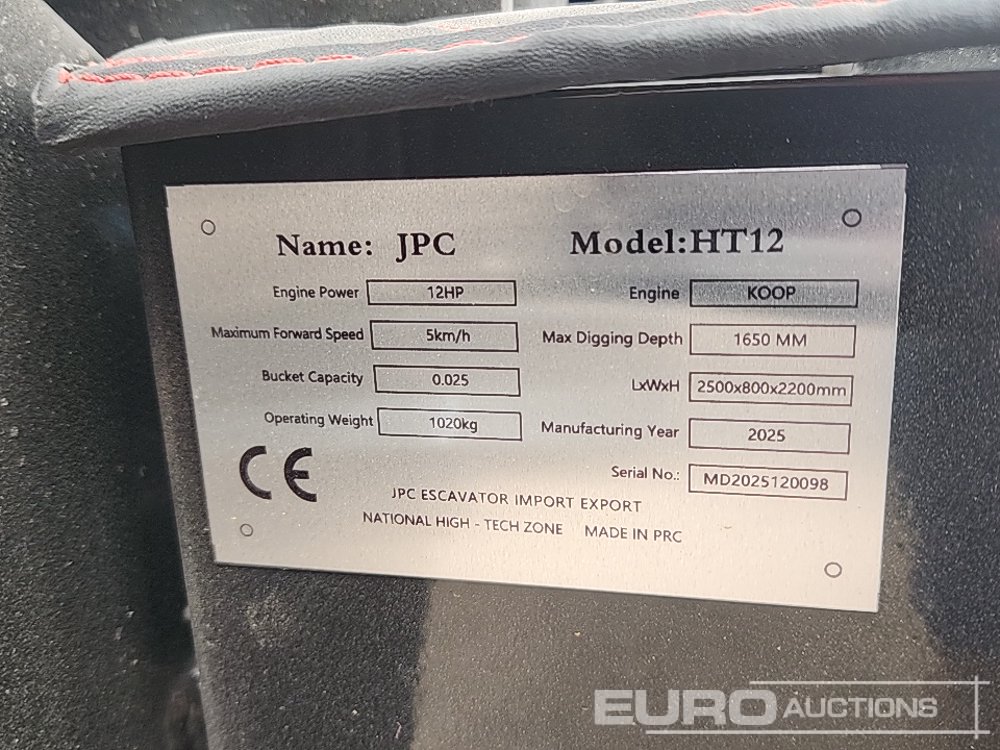 Name: JPC Model:HT12
Engine Power 12HP Engine KOOP
Maximum Forward Speed 5km/h Max Digging Depth 1650 MM
Bucket Capacity 0.025 LxWxH 2500x800x2200mm
Operating Weight 1020kg Manufacturing Year 2025
Serial No.: MD2025120098
CE
JPC ESCAVATOR IMPORT EXPORT
NATIONAL HIGH - TECH ZONE MADE IN PRC
EURO AUCTIONS